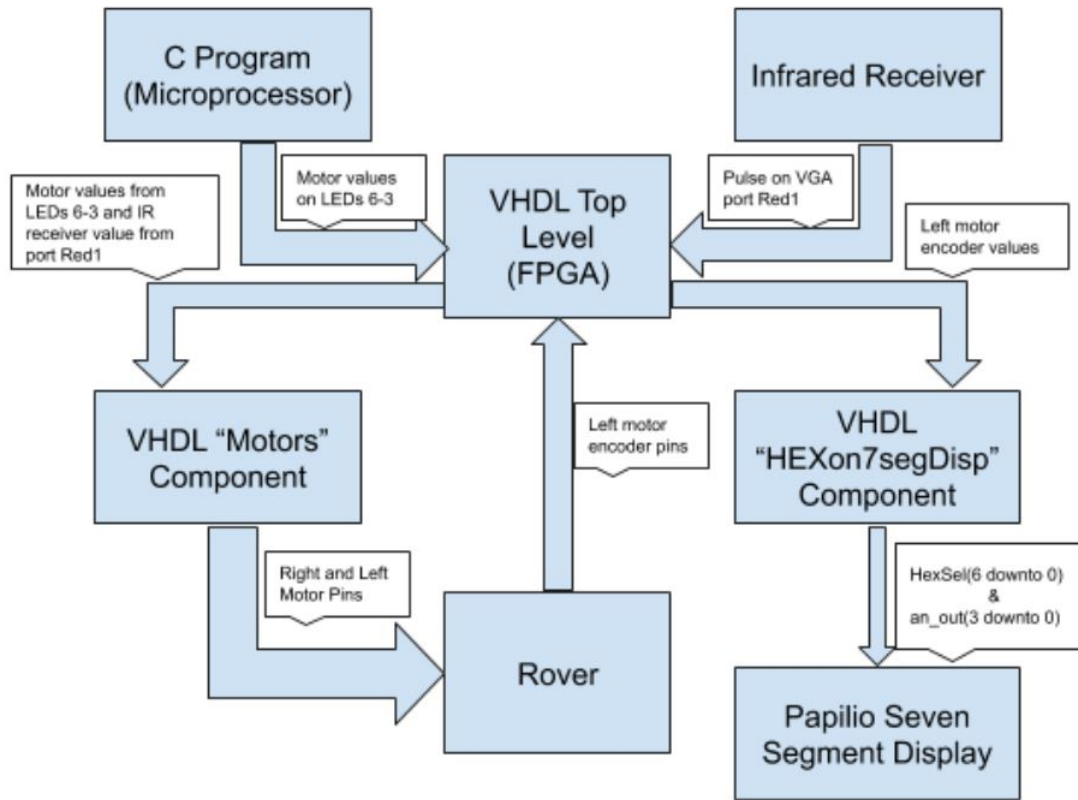 C Program
(Microprocessor)
Infrared Receiver
Motor values from
LEDs 6-3 and IR
receiver value from
port Red1
Motor values
on LEDs 6-3
VHDL Top
Level
(FPGA)
Pulse on VGA
port Red1
Left motor
encoder values
VHDL “Motors”
Component
Left motor
encoder pins
VHDL
“HEXon7segDisp”
Component
Right and Left
Motor Pins
Rover
HexSel(6 downto 0)
&
an_out(3 downto 0)
Papilio Seven
Segment Display